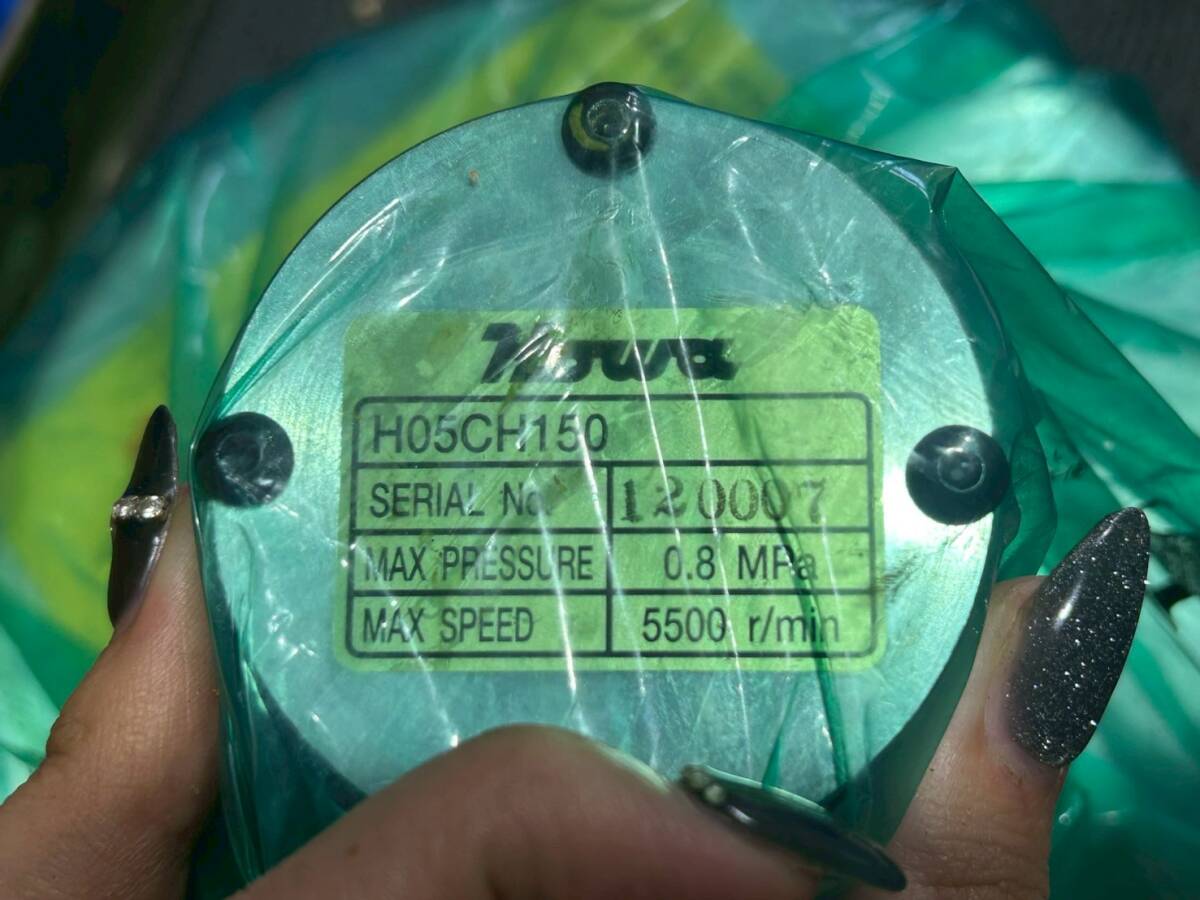 Howa
H05CH150
SERIAL No. 120007
MAX PRESSURE 0.8 MPa
MAX SPEED 5500 r/min